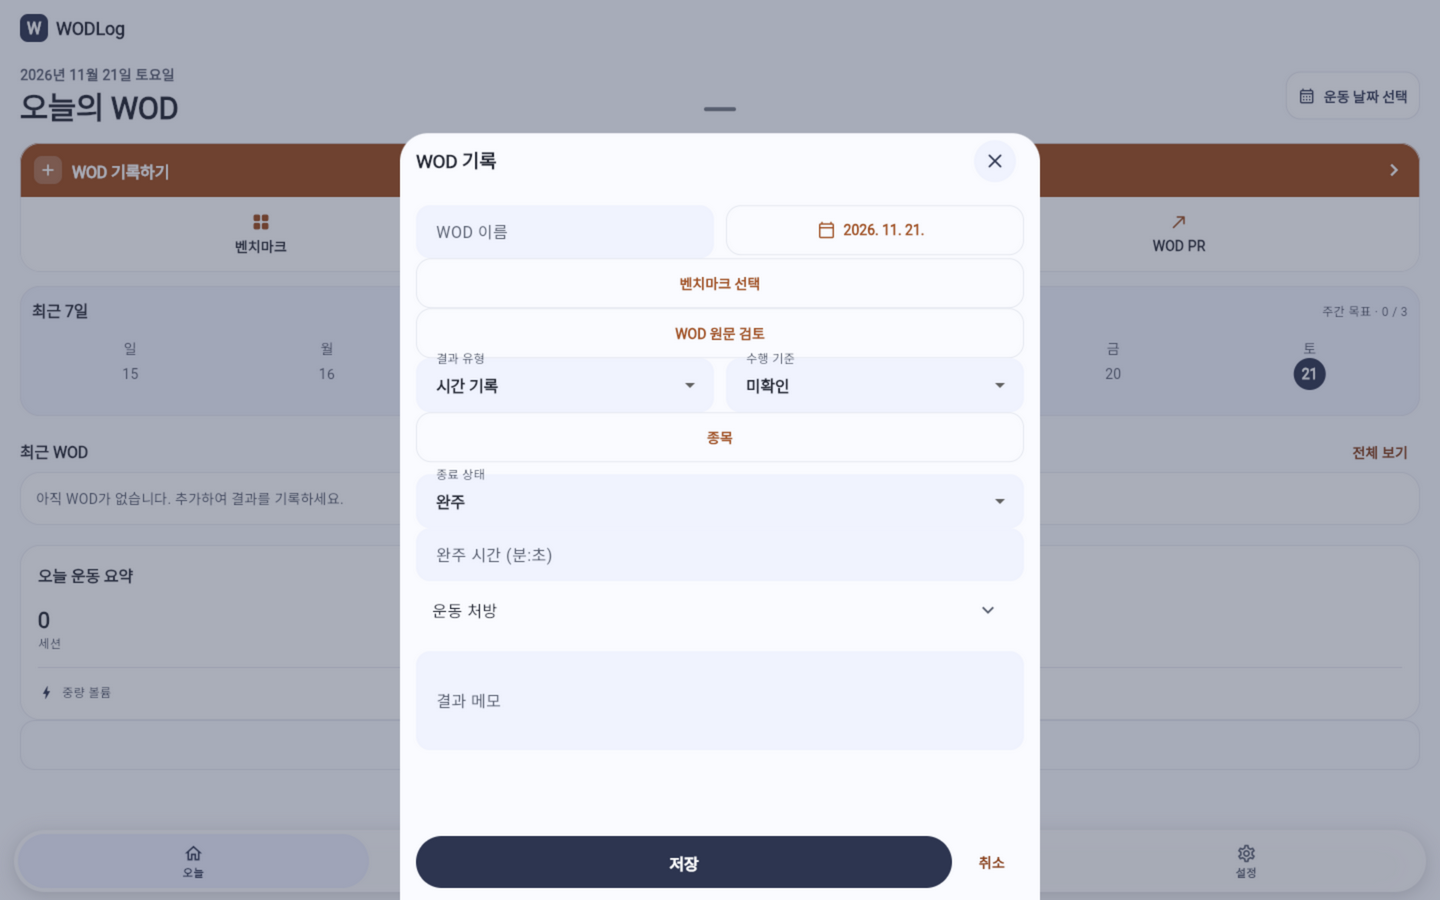 W WODLog
2026년 11월 21일 토요일
오늘의 WOD
운동 날짜 선택
WOD 기록하기
벤치마크
WOD PR
최근 7일
주간 목표 · 0 / 3
일 월 금 토
15 16 20 21
최근 WOD
전체 보기
아직 WOD가 없습니다. 추가하여 결과를 기록하세요.
오늘 운동 요약
0
세션
중량 볼륨
오늘
설정
WOD 기록
WOD 이름
2026. 11. 21.
벤치마크 선택
WOD 원문 검토
결과 유형
시간 기록
수행 기준
미확인
종목
종료 상태
완주
완주 시간 (분:초)
운동 처방
결과 메모
저장
취소